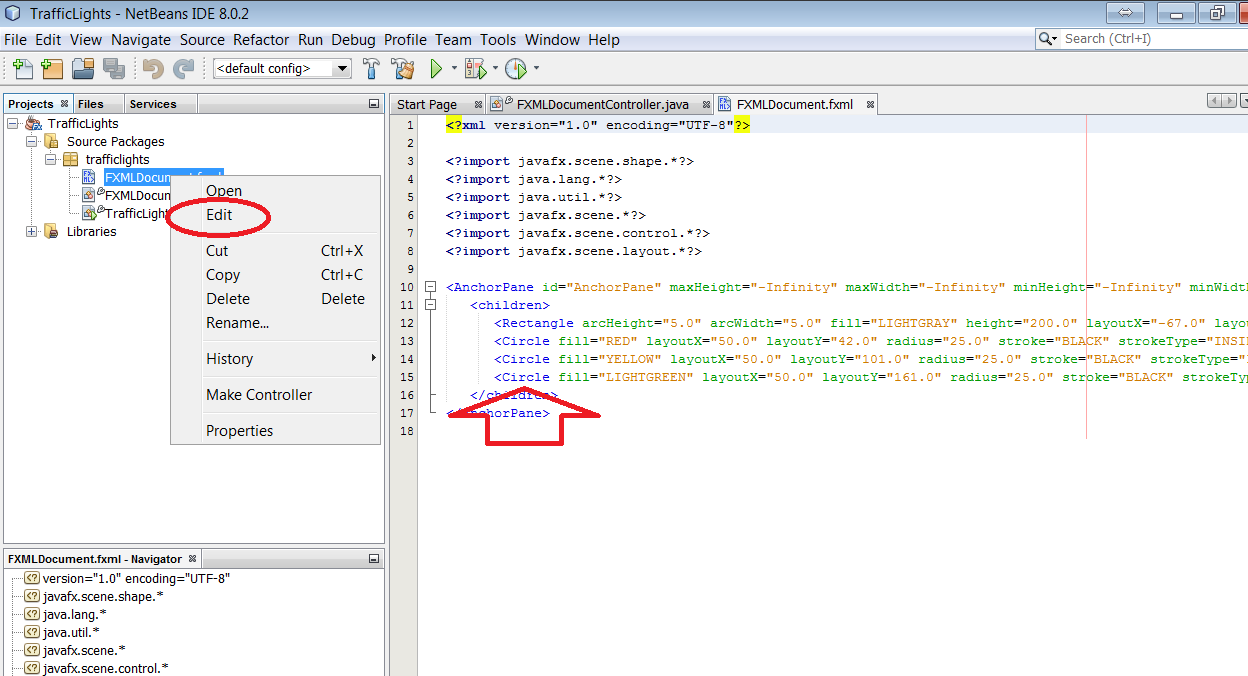 TrafficLights - NetBeans IDE 8.0.2
File Edit View Navigate Source Refactor Run Debug Profile Team Tools Window Help
Search (Ctrl+I)
<default config>
Projects Files Services
TrafficLights
Source Packages
trafficlights
FXMLDocument.fxml
FXMLDocum
TrafficLight
Libraries
Open
Edit
Cut Ctrl+X
Copy Ctrl+C
Delete Delete
Rename...
History
Make Controller
Properties
Start Page FXMLDocumentController.java FXMLDocument.fxml
1 <?xml version="1.0" encoding="UTF-8"?>
2
3 <?import javafx.scene.shape.*?>
4 <?import java.lang.*?>
5 <?import java.util.*?>
6 <?import javafx.scene.*?>
7 <?import javafx.scene.control.*?>
8 <?import javafx.scene.layout.*?>
9
10 <AnchorPane id="AnchorPane" maxHeight="-Infinity" maxWidth="-Infinity" minHeight="-Infinity" minWidth
11 <children>
12 <Rectangle arcHeight="5.0" arcWidth="5.0" fill="LIGHTGRAY" height="200.0" layoutX="-67.0" layou
13 <Circle fill="RED" layoutX="50.0" layoutY="42.0" radius="25.0" stroke="BLACK" strokeType="INSID
14 <Circle fill="YELLOW" layoutX="50.0" layoutY="101.0" radius="25.0" stroke="BLACK" strokeType="I
15 <Circle fill="LIGHTGREEN" layoutX="50.0" layoutY="161.0" radius="25.0" stroke="BLACK" strokeTyp
16 </children>
17 </AnchorPane>
18
FXMLDocument.fxml - Navigator
version="1.0" encoding="UTF-8"
javafx.scene.shape.*
java.lang.*
java.util.*
javafx.scene.*
javafx.scene.control.*